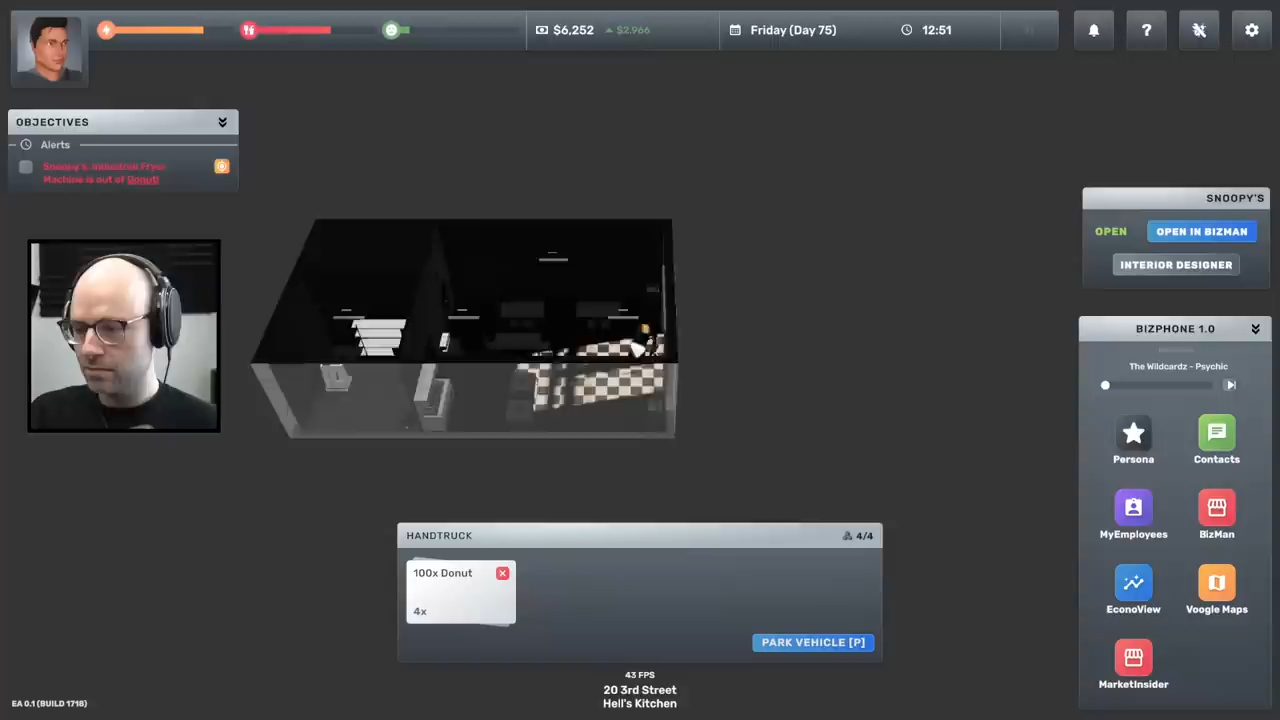 $6,252
$2.966
Friday (Day 75)
12:51
?
OBJECTIVES
Alerts
Snoopy's: Industrial Fryer
Machine is out of Donut!
SNOOPY'S
OPEN
OPEN IN BIZMAN
INTERIOR DESIGNER
BIZPHONE 1.0
The Wildcardz - Psychic
Persona
Contacts
MyEmployees
BizMan
EconoView
Voogle Maps
MarketInsider
HANDTRUCK
4/4
100x Donut
4x
PARK VEHICLE [P]
43 FPS
20 3rd Street
Hell's Kitchen
EA 0.1 (BUILD 1718)